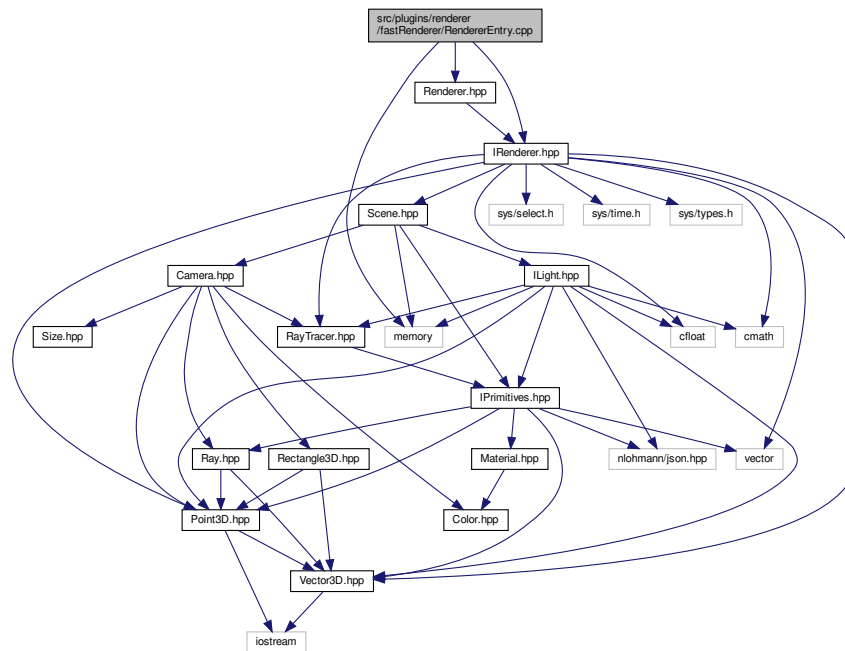 src/plugins/renderer
/fastRenderer/RendererEntry.cpp
Renderer.hpp
IRenderer.hpp
Scene.hpp
sys/select.h
sys/time.h
sys/types.h
Camera.hpp
ILight.hpp
Size.hpp
RayTracer.hpp
memory
cfloat
cmath
IPrimitives.hpp
Ray.hpp
Rectangle3D.hpp
Material.hpp
nlohmann/json.hpp
vector
Point3D.hpp
Color.hpp
Vector3D.hpp
iostream